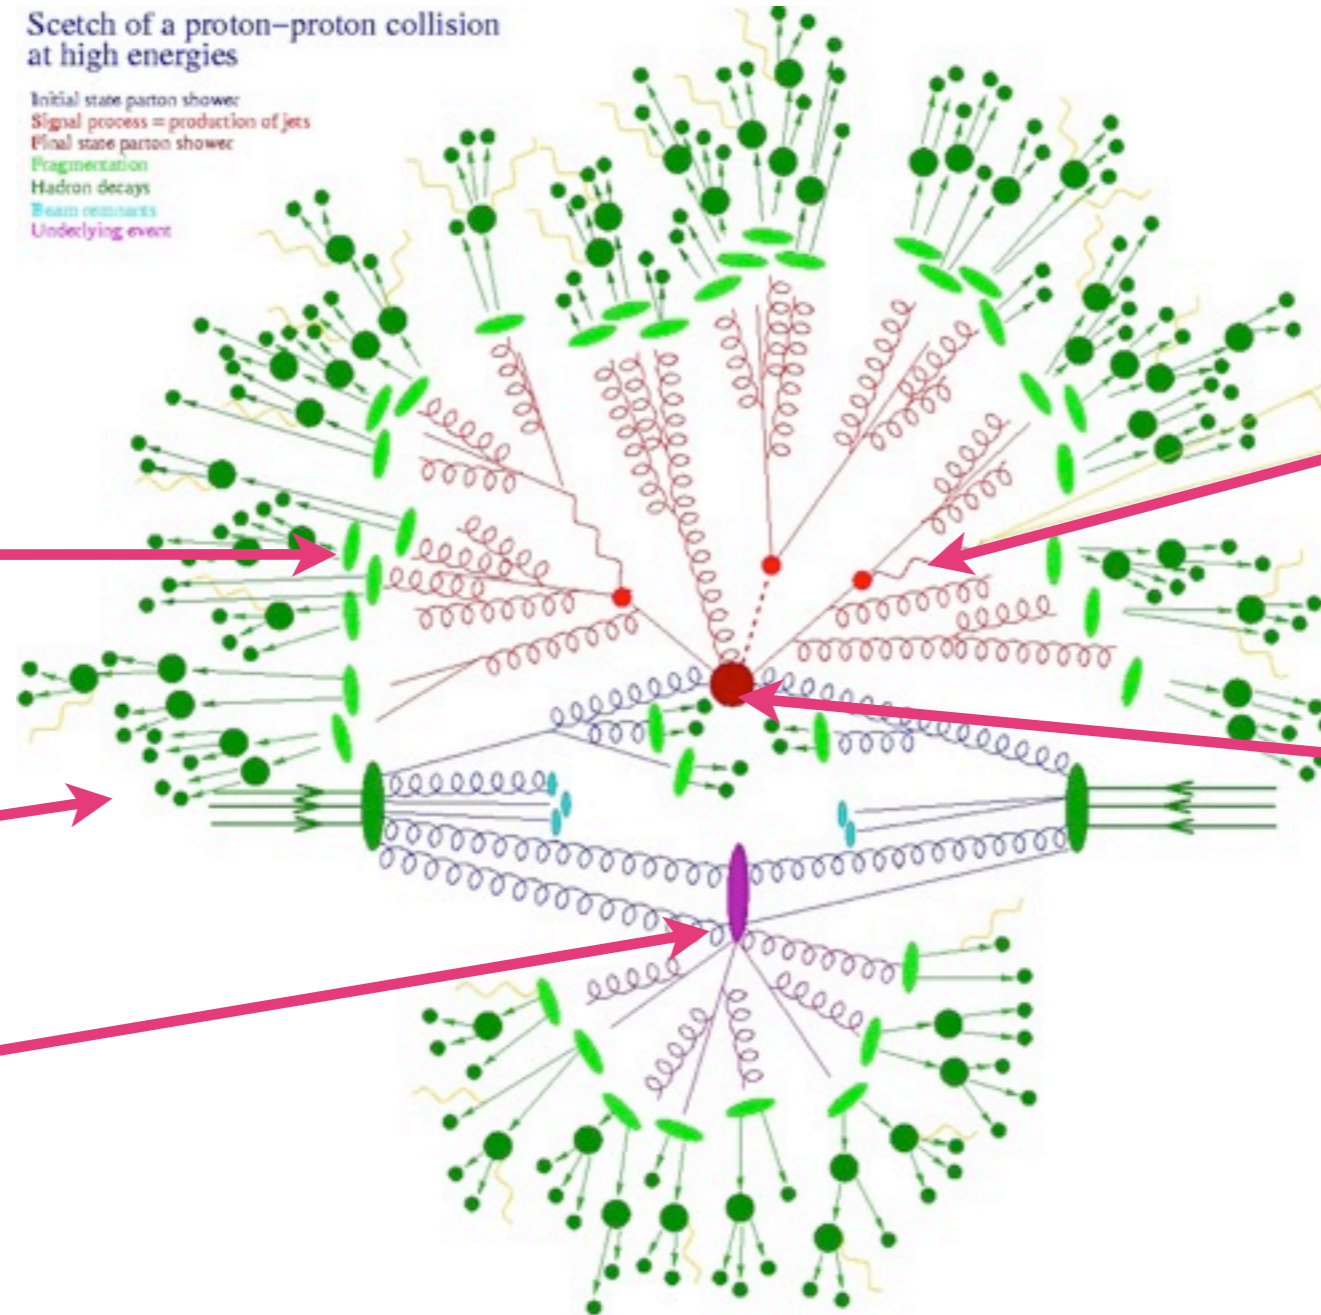 Scetch of a proton−proton collision
at high energies
Initial state parton shower
Signal process = production of jets
Final state parton shower
Fragmentation
Hadron decays
Beam remnants
Underlying event